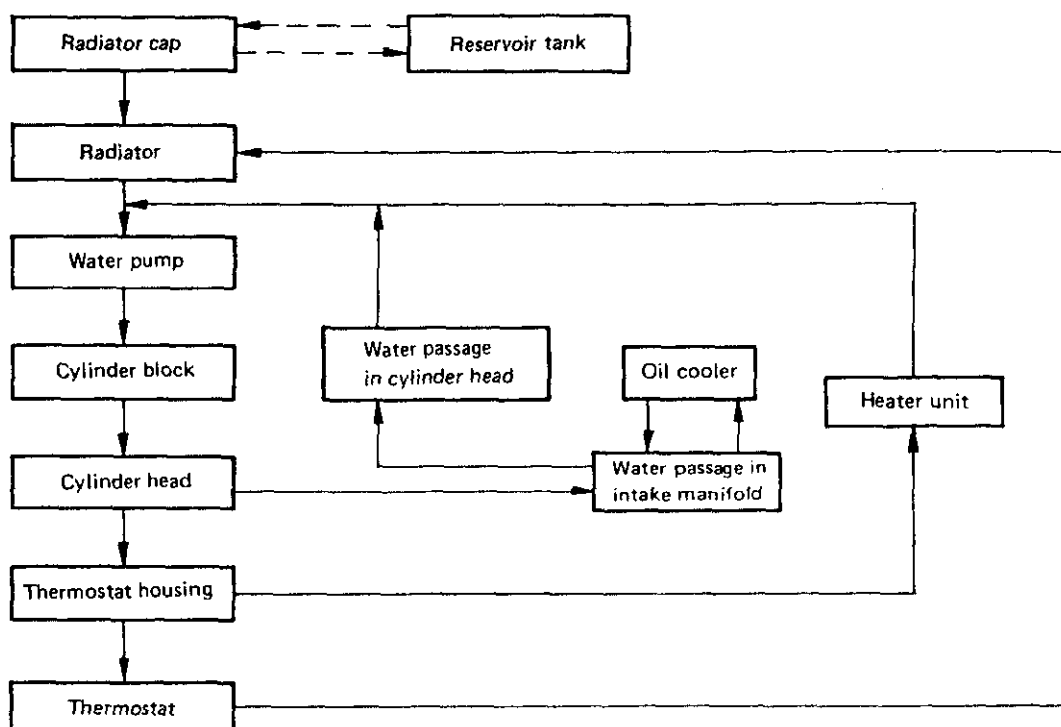 Radiator cap
Reservoir tank
Radiator
Water pump
Cylinder block
Water passage
in cylinder head
Oil cooler
Heater unit
Cylinder head
Water passage in
intake manifold
Thermostat housing
Thermostat